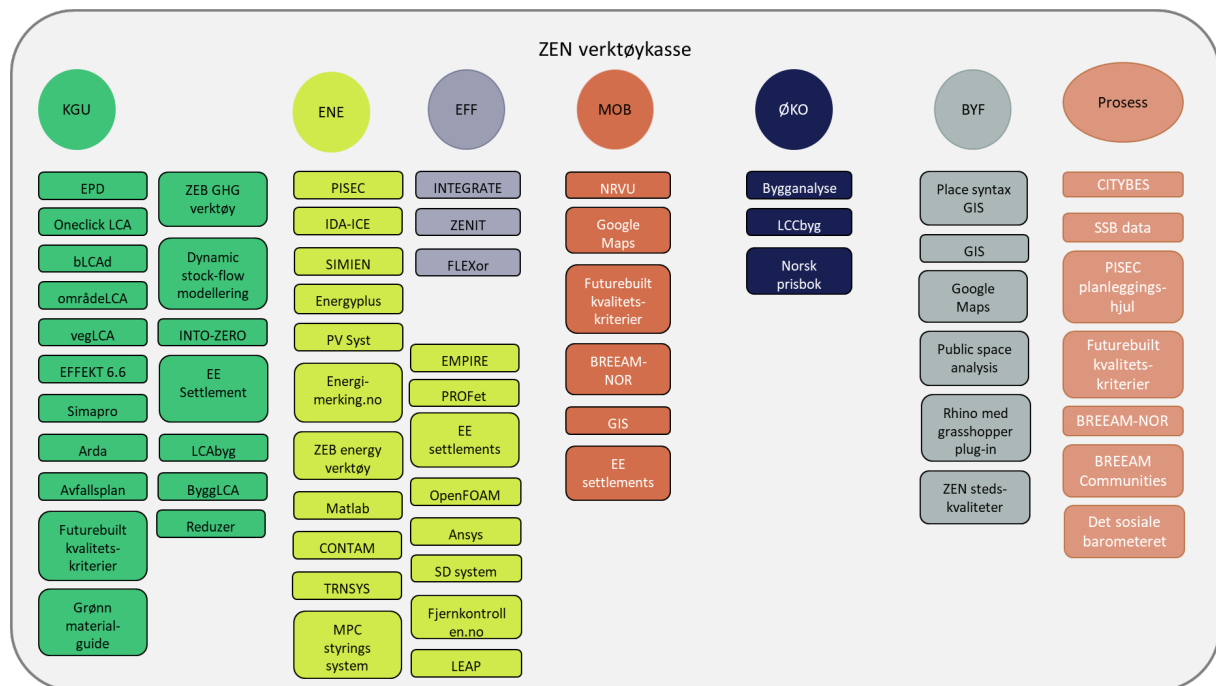 ZEN verktøykasse
KGU
ENE
EFF
MOB
ØKO
BYF
Prosess
EPD
Oneclick LCA
bLCAd
områdeLCA
vegLCA
EFFEKT 6.6
Simapro
Arda
Avfallsplan
Futurebuilt
kvalitets-
kriterier
Grønn
material-
guide
ZEB GHG
verktøy
Dynamic
stock-flow
modellering
INTO-ZERO
EE
Settlement
LCAbyg
ByggLCA
Reduzer
PISEC
IDA-ICE
SIMIEN
Energyplus
PV Syst
Energi-
merking.no
ZEB energy
verktøy
Matlab
CONTAM
TRNSYS
MPC
styrings
system
INTEGRATE
ZENIT
FLEXor
EMPIRE
PROFet
EE
settlements
OpenFOAM
Ansys
SD system
Fjernkontroll
en.no
LEAP
NRVU
Google
Maps
Futurebuilt
kvalitets-
kriterier
BREEAM-
NOR
GIS
EE
settlements
Bygganalyse
LCCbyg
Norsk
prisbok
Place syntax
GIS
GIS
Google
Maps
Public space
analysis
Rhino med
grasshopper
plug-in
ZEN steds-
kvaliteter
CITYBES
SSB data
PISEC
planleggings-
hjul
Futurebuilt
kvalitets-
kriterier
BREEAM-NOR
BREEAM
Communities
Det sosiale
barometeret